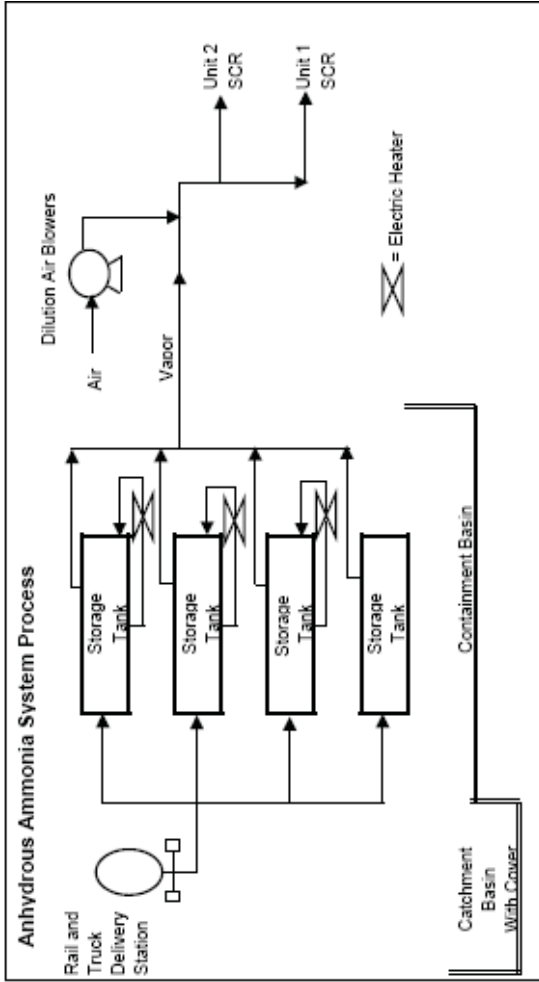 Anhydrous Ammonia System Process
Rail and
Truck
Delivery
Station
Storage
Tank
Storage
Tank
Storage
Tank
Storage
Tank
Catchment
Basin
With Cover
Containment Basin
Air
Dilution Air Blowers
Vapor
Unit 2
SCR
Unit 1
SCR
= Electric Heater